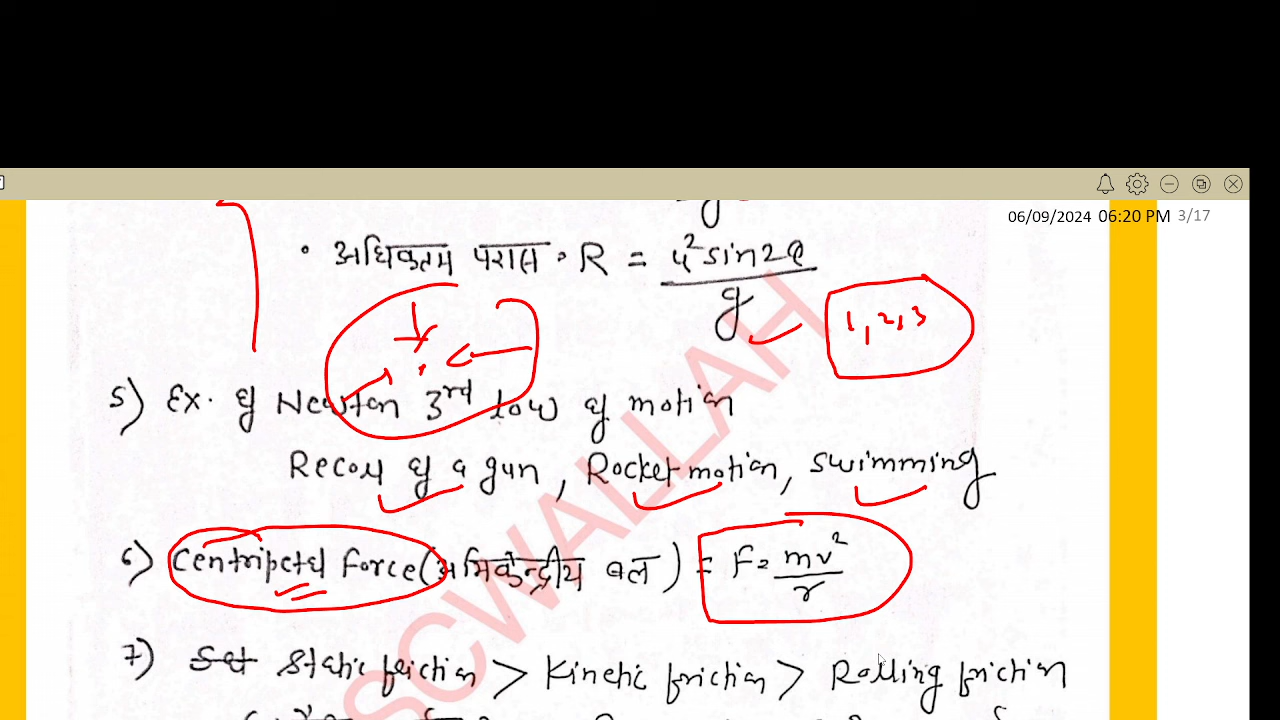 06/09/2024 06:20 PM 3/17
g
• अधिकतम परास • R = u²sin2θ
g
1, 2, 3
5) Ex. of Newton 3rd low of motion
Recoy of a gun, Rocket motion, swimming
6) Centripetal Force (अभिकेन्द्रीय बल) = F = mv²
r
7) Static friction > Kinetic friction > Rolling friction
SCWALLAH